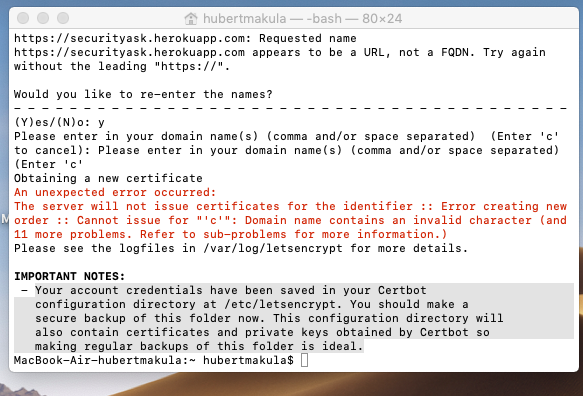 hubertmakula — -bash — 80×24
https://securityask.herokuapp.com: Requested name
https://securityask.herokuapp.com appears to be a URL, not a FQDN. Try again
without the leading "https://".
Would you like to re-enter the names?
- - - - - - - - - - - - - - - - - - - - - - - - - - - - - - - - - - - - - - - -
(Y)es/(N)o: y
Please enter in your domain name(s) (comma and/or space separated)  (Enter 'c'
to cancel): Please enter in your domain name(s) (comma and/or space separated)
(Enter 'c'
Obtaining a new certificate
An unexpected error occurred:
The server will not issue certificates for the identifier :: Error creating new
order :: Cannot issue for "'c'": Domain name contains an invalid character (and
11 more problems. Refer to sub-problems for more information.)
Please see the logfiles in /var/log/letsencrypt for more details.
IMPORTANT NOTES:
- Your account credentials have been saved in your Certbot
configuration directory at /etc/letsencrypt. You should make a
secure backup of this folder now. This configuration directory will
also contain certificates and private keys obtained by Certbot so
making regular backups of this folder is ideal.
MacBook-Air-hubertmakula:~ hubertmakula$